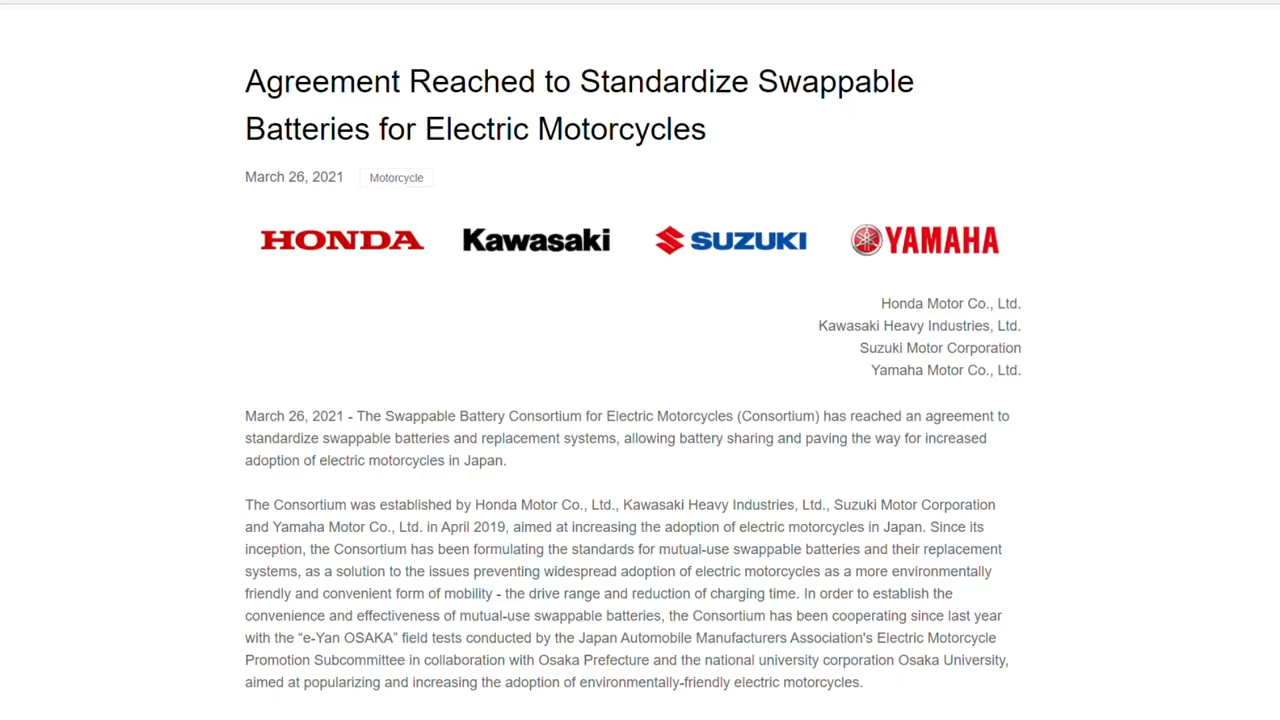 Agreement Reached to Standardize Swappable
Batteries for Electric Motorcycles
March 26, 2021 Motorcycle
HONDA Kawasaki SUZUKI YAMAHA
Honda Motor Co., Ltd.
Kawasaki Heavy Industries, Ltd.
Suzuki Motor Corporation
Yamaha Motor Co., Ltd.
March 26, 2021 - The Swappable Battery Consortium for Electric Motorcycles (Consortium) has reached an agreement to
standardize swappable batteries and replacement systems, allowing battery sharing and paving the way for increased
adoption of electric motorcycles in Japan.
The Consortium was established by Honda Motor Co., Ltd., Kawasaki Heavy Industries, Ltd., Suzuki Motor Corporation
and Yamaha Motor Co., Ltd. in April 2019, aimed at increasing the adoption of electric motorcycles in Japan. Since its
inception, the Consortium has been formulating the standards for mutual-use swappable batteries and their replacement
systems, as a solution to the issues preventing widespread adoption of electric motorcycles as a more environmentally
friendly and convenient form of mobility - the drive range and reduction of charging time. In order to establish the
convenience and effectiveness of mutual-use swappable batteries, the Consortium has been cooperating since last year
with the “e-Yan OSAKA” field tests conducted by the Japan Automobile Manufacturers Association's Electric Motorcycle
Promotion Subcommittee in collaboration with Osaka Prefecture and the national university corporation Osaka University,
aimed at popularizing and increasing the adoption of environmentally-friendly electric motorcycles.